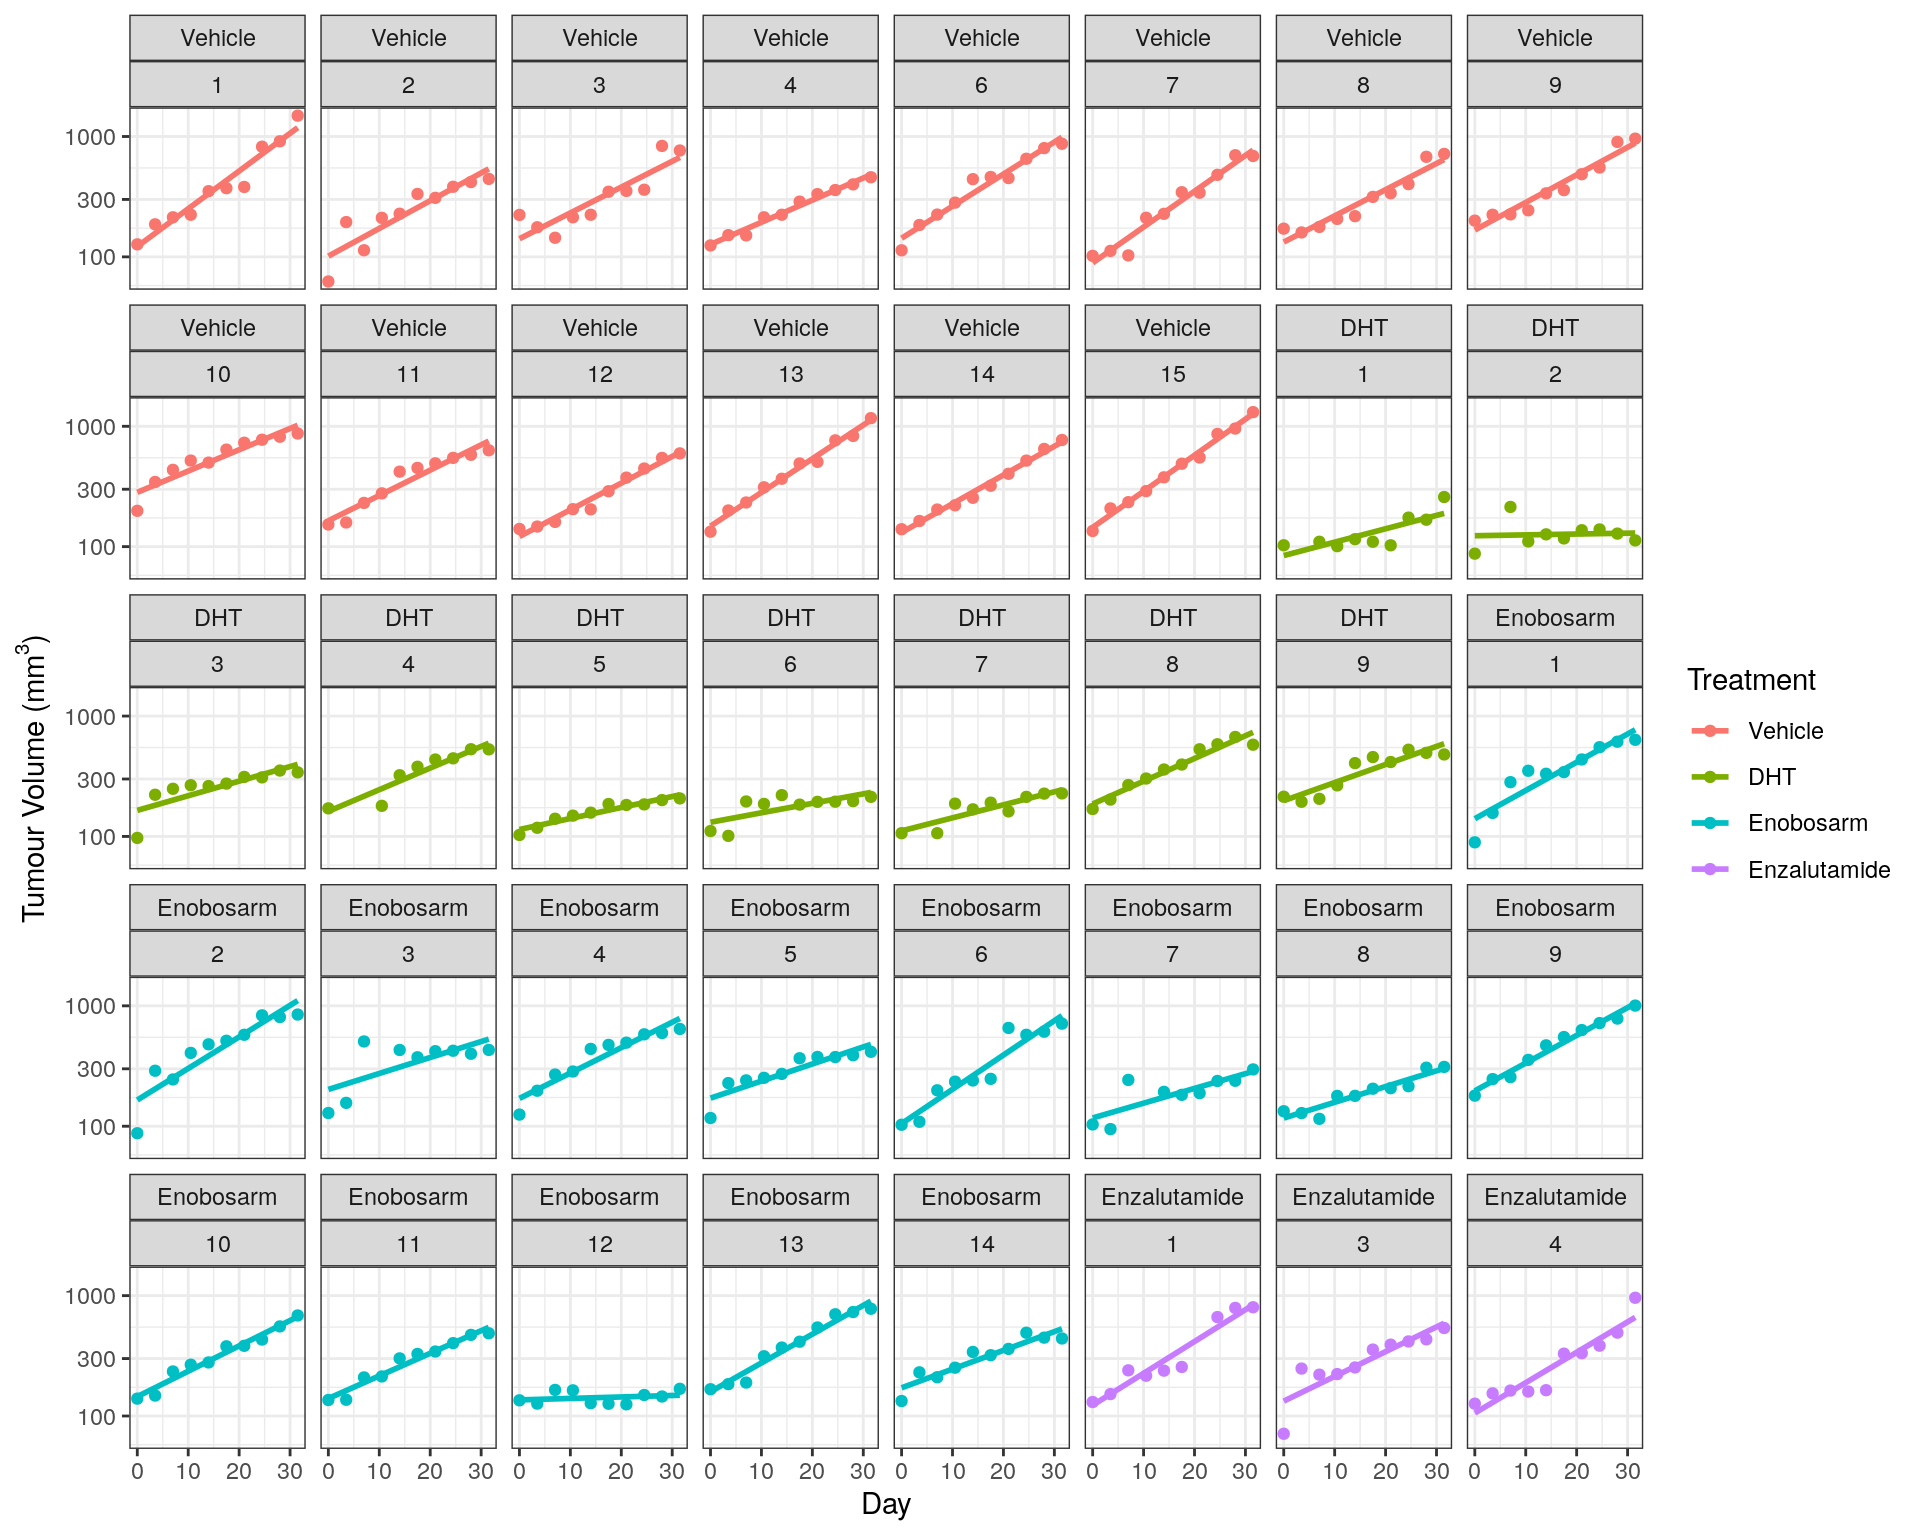 Vehicle Vehicle Vehicle Vehicle Vehicle Vehicle Vehicle Vehicle
1 2 3 4 6 7 8 9
1000
300
100
Vehicle Vehicle Vehicle Vehicle Vehicle Vehicle DHT DHT
10 11 12 13 14 15 1 2
1000
300
100
DHT DHT DHT DHT DHT DHT DHT Enobosarm
3 4 5 6 7 8 9 1
1000
300
100
Enobosarm Enobosarm Enobosarm Enobosarm Enobosarm Enobosarm Enobosarm Enobosarm
2 3 4 5 6 7 8 9
1000
300
100
Enobosarm Enobosarm Enobosarm Enobosarm Enobosarm Enzalutamide Enzalutamide Enzalutamide
10 11 12 13 14 1 3 4
1000
300
100
0 10 20 30 0 10 20 30 0 10 20 30 0 10 20 30 0 10 20 30 0 10 20 30 0 10 20 30 0 10 20 30
Day
Tumour Volume (mm³)
Treatment
Vehicle
DHT
Enobosarm
Enzalutamide